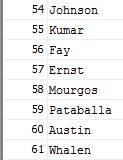 54 Johnson
55 Kumar
56 Fay
57 Ernst
58 Mourgos
59 Pataballa
60 Austin
61 Whalen